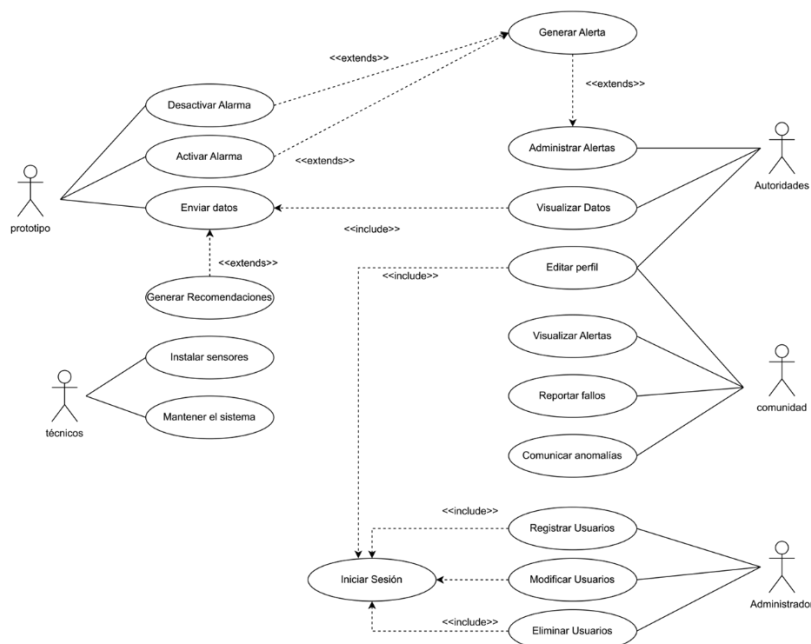 Generar Alerta
<<extends>>
<<extends>>
Desactivar Alarma
Activar Alarma
<<extends>>
Administrar Alertas
Autoridades
prototipo
Enviar datos
Visualizar Datos
<<include>>
<<extends>>
Editar perfil
<<include>>
Generar Recomendaciones
Visualizar Alertas
Instalar sensores
técnicos
Mantener el sistema
Reportar fallos
comunidad
Comunicar anomalías
<<include>>
Registrar Usuarios
Iniciar Sesión
Modificar Usuarios
Administrador
<<include>>
Eliminar Usuarios